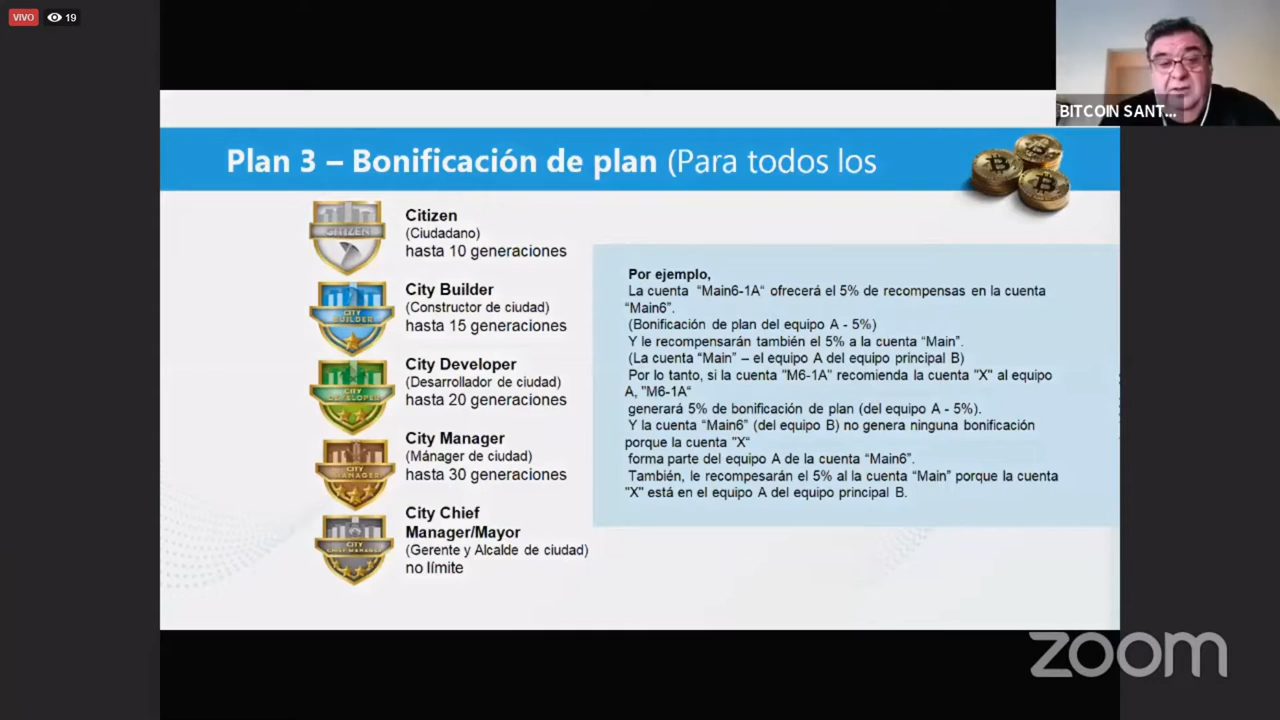 VIVO 19
BITCOIN SANT...
Plan 3 – Bonificación de plan (Para todos los
CITIZEN
Citizen
(Ciudadano)
hasta 10 generaciones
CITY
BUILDER
City Builder
(Constructor de ciudad)
hasta 15 generaciones
CITY
DEVELOPER
City Developer
(Desarrollador de ciudad)
hasta 20 generaciones
CITY
MANAGER
City Manager
(Mánager de ciudad)
hasta 30 generaciones
CITY
CHIEF MANAGER
City Chief
Manager/Mayor
(Gerente y Alcalde de ciudad)
no límite
Por ejemplo,
La cuenta “Main6-1A“ ofrecerá el 5% de recompensas en la cuenta
“Main6”.
(Bonificación de plan del equipo A - 5%)
Y le recompensarán también el 5% a la cuenta “Main”.
(La cuenta “Main” – el equipo A del equipo principal B)
Por lo tanto, si la cuenta "M6-1A" recomienda la cuenta "X" al equipo
A, "M6-1A“
generará 5% de bonificación de plan (del equipo A - 5%).
Y la cuenta “Main6” (del equipo B) no genera ninguna bonificación
porque la cuenta "X“
forma parte del equipo A de la cuenta “Main6”.
También, le recompesarán el 5% al la cuenta “Main” porque la cuenta
"X" está en el equipo A del equipo principal B.
zoom